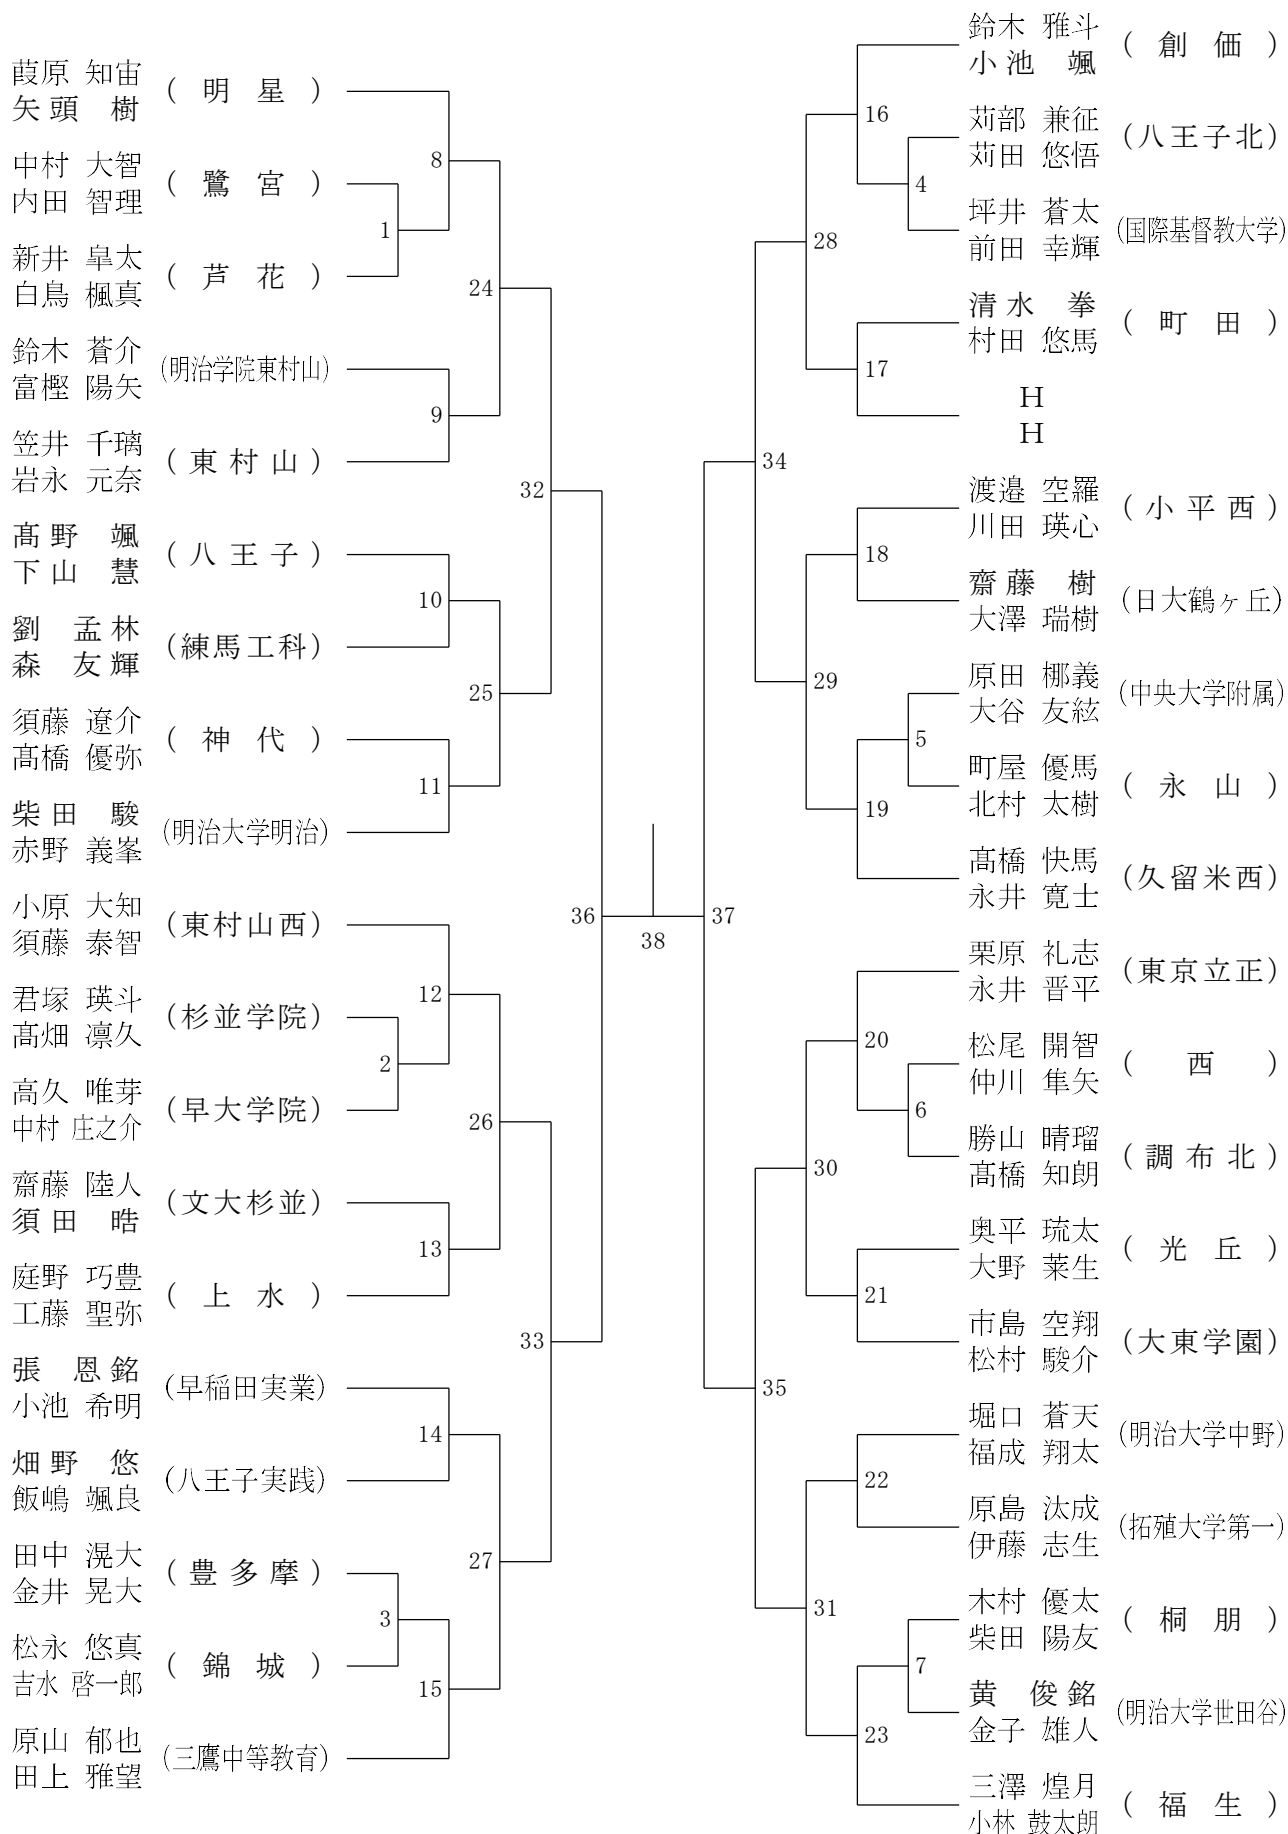 葭原 知宙
矢頭 樹
(明星)
中村 大智
内田 智理
(鷺宮)
新井 皐太
白鳥 楓真
(芦花)
鈴木 蒼介
富樫 陽矢
(明治学院東村山)
笠井 千璃
岩永 元奈
(東村山)
髙野 颯
下山 慧
(八王子)
劉 孟林
森 友輝
(練馬工科)
須藤 遼介
髙橋 優弥
(神代)
柴田 駿
赤野 義峯
(明治大学明治)
小原 大知
須藤 泰智
(東村山西)
君塚 瑛斗
髙畑 凛久
(杉並学院)
高久 唯芽
中村 庄之介
(早大学院)
齋藤 陸人
須田 晧
(文大杉並)
庭野 巧豊
工藤 聖弥
(上水)
張 恩銘
小池 希明
(早稲田実業)
畑野 悠
飯嶋 颯良
(八王子実践)
田中 滉大
金井 晃大
(豊多摩)
松永 悠真
吉水 啓一郎
(錦城)
原山 郁也
田上 雅望
(三鷹中等教育)
1
2
3
8
9
10
11
12
13
14
15
24
25
26
27
32
33
36
38
37
34
35
28
29
30
31
16
17
18
19
20
21
22
23
4
5
6
7
鈴木 雅斗
小池 颯
(創価)
苅部 兼征
苅田 悠悟
(八王子北)
坪井 蒼太
前田 幸輝
(国際基督教大学)
清水 拳
村田 悠馬
(町田)
H
H
渡邉 空羅
川田 瑛心
(小平西)
齋藤 樹
大澤 瑞樹
(日大鶴ヶ丘)
原田 梛義
大谷 友絃
(中央大学附属)
町屋 優馬
北村 太樹
(永山)
髙橋 快馬
永井 寛士
(久留米西)
栗原 礼志
永井 晋平
(東京立正)
松尾 開智
仲川 隼矢
(西)
勝山 晴瑠
髙橋 知朗
(調布北)
奥平 琉太
大野 莱生
(光丘)
市島 空翔
松村 駿介
(大東学園)
堀口 蒼天
福成 翔太
(明治大学中野)
原島 汰成
伊藤 志生
(拓殖大学第一)
木村 優太
柴田 陽友
(桐朋)
黄 俊銘
金子 雄人
(明治大学世田谷)
三澤 煌月
小林 鼓太朗
(福生)